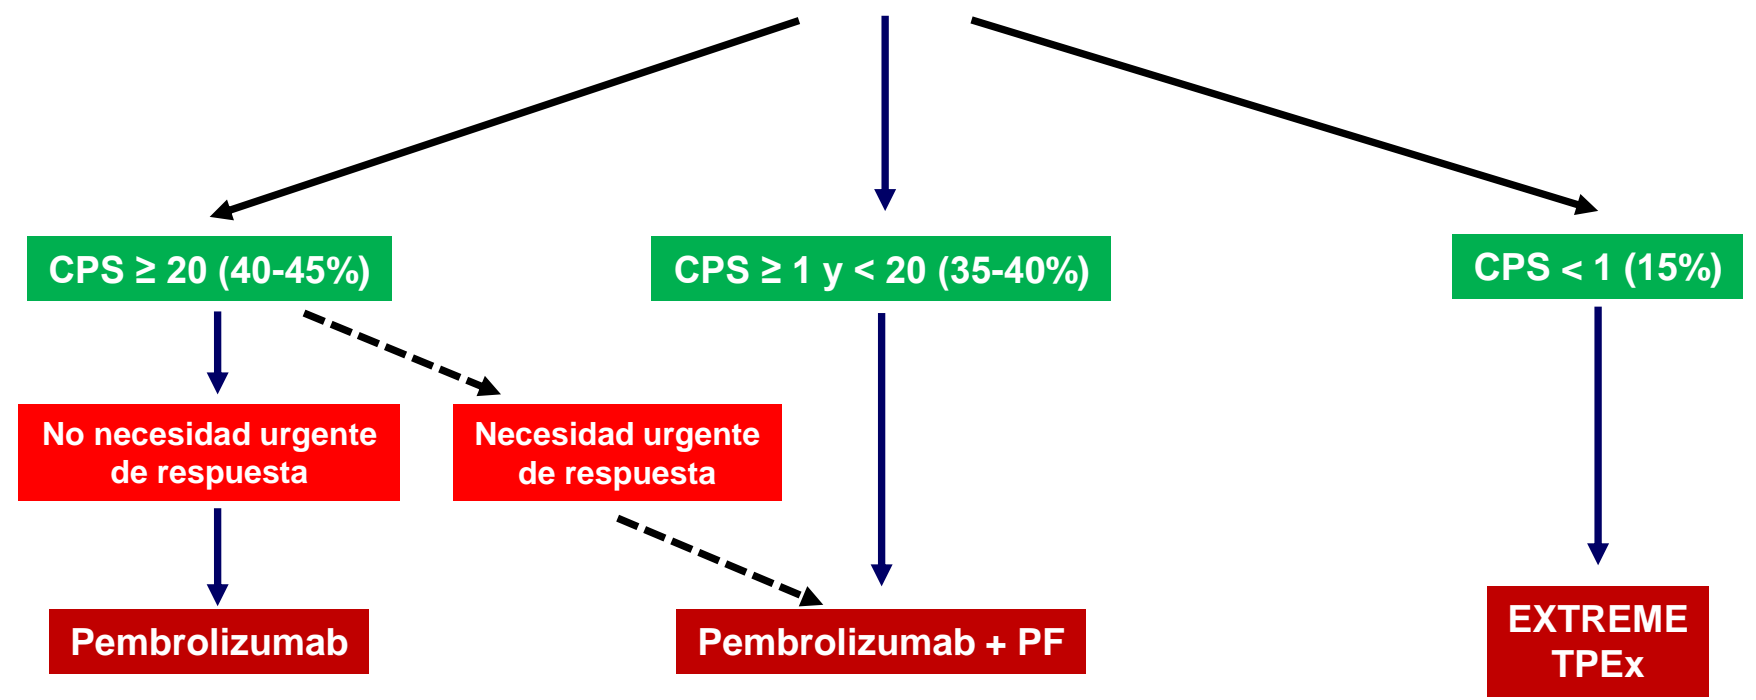 CPS ≥ 20 (40-45%)
CPS ≥ 1 y < 20 (35-40%)
CPS < 1 (15%)
No necesidad urgente
de respuesta
Necesidad urgente
de respuesta
Pembrolizumab
Pembrolizumab + PF
EXTREME
TPEx